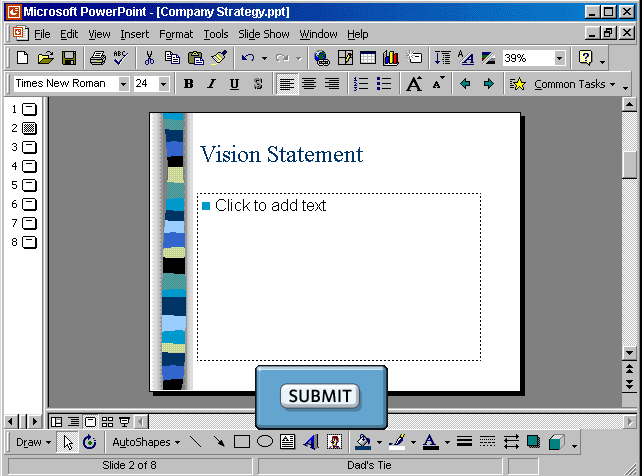 Microsoft PowerPoint - [Company Strategy.ppt]
File Edit View Insert Format Tools Slide Show Window Help
ABC 39% ?
Times New Roman 24 B I U S A A Common Tasks
1
2
3
4
5
6
7
8
Vision Statement
Click to add text
SUBMIT
Draw AutoShapes A A
Slide 2 of 8 Dad's Tie